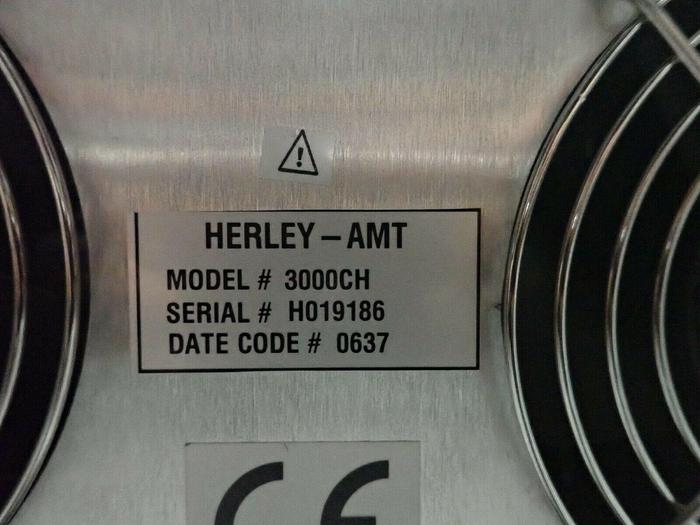 HERLEY – AMT
MODEL # 3000CH
SERIAL # H019186
DATE CODE # 0637
CE